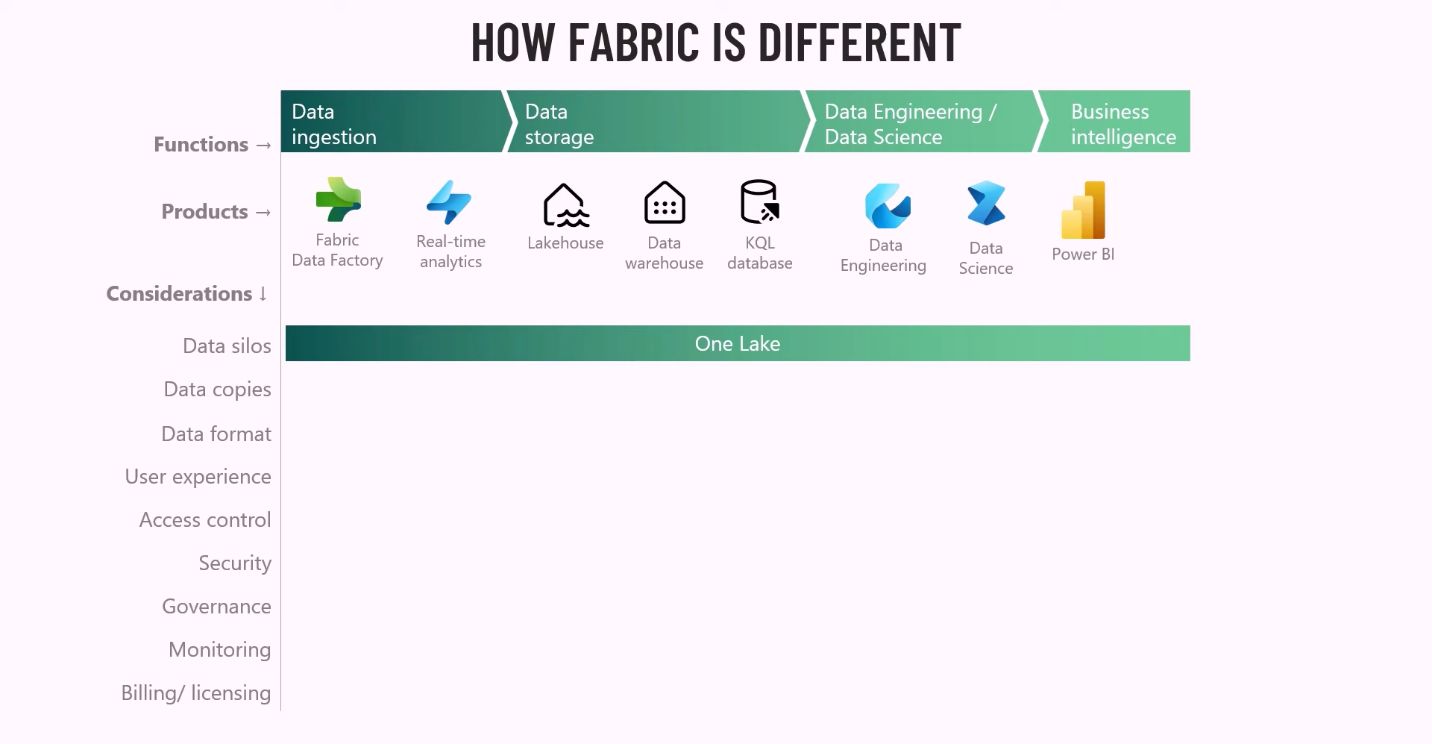 HOW FABRIC IS DIFFERENT
Functions →
Data
ingestion
Data
storage
Data Engineering /
Data Science
Business
intelligence
Products →
Fabric
Data Factory
Real-time
analytics
Lakehouse
Data
warehouse
KQL
database
Data
Engineering
Data
Science
Power BI
Considerations ↓
Data silos
One Lake
Data copies
Data format
User experience
Access control
Security
Governance
Monitoring
Billing/ licensing